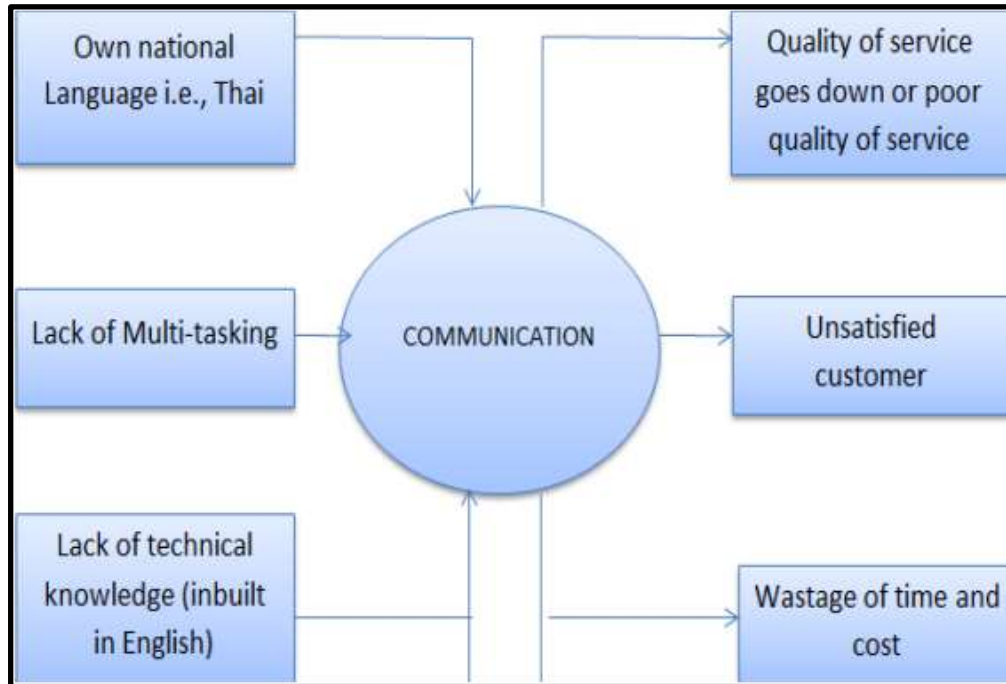 Own national
Language i.e., Thai
Quality of service
goes down or poor
quality of service
Lack of Multi-tasking
COMMUNICATION
Unsatisfied
customer
Lack of technical
knowledge (inbuilt
in English)
Wastage of time and
cost